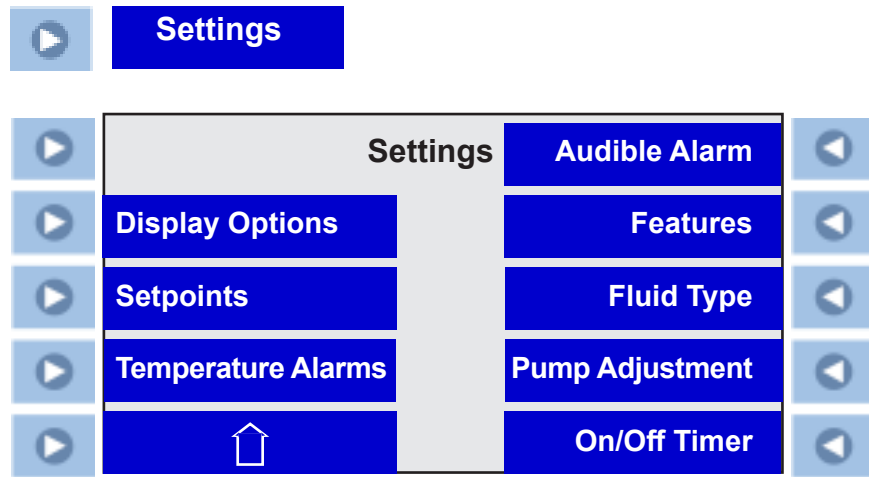 Settings
Settings
Audible Alarm
Display Options
Features
Setpoints
Fluid Type
Temperature Alarms
Pump Adjustment
On/Off Timer